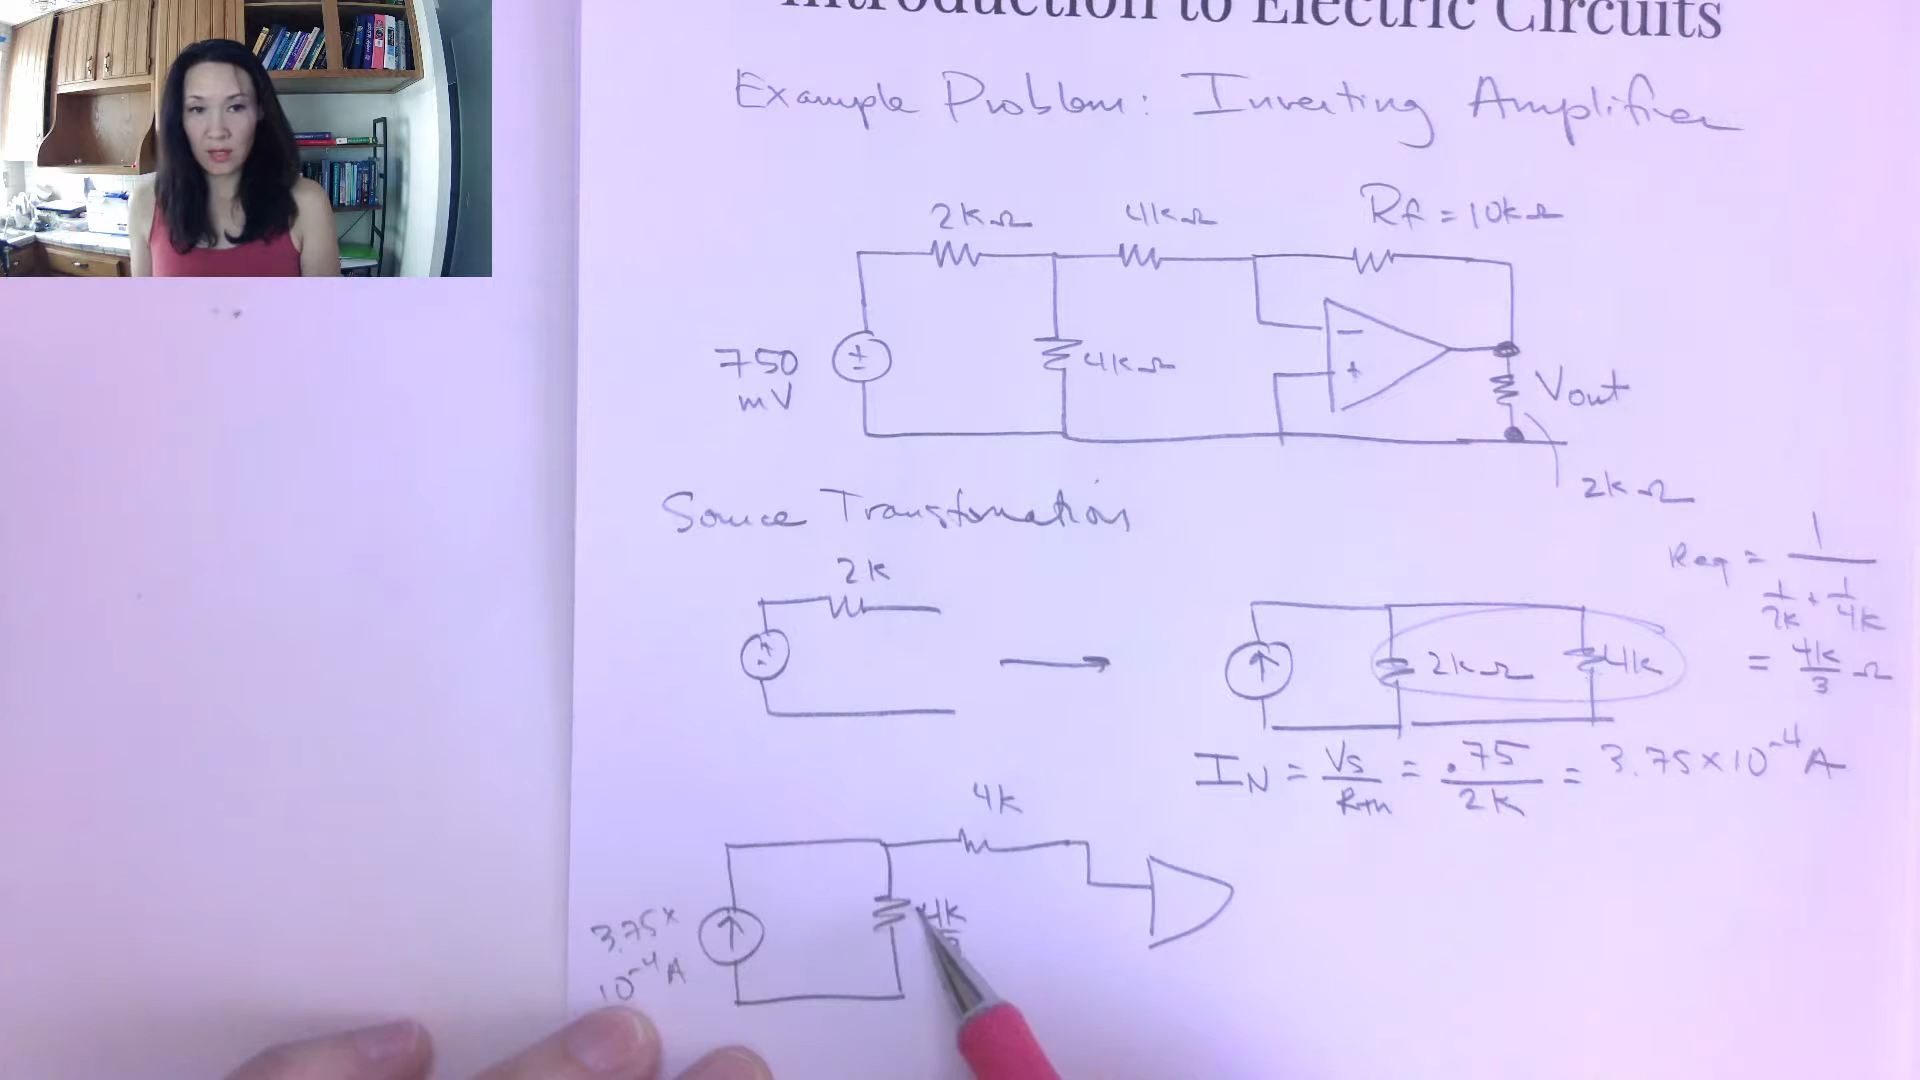 Introduction to Electric Circuits
Example Problem: Inverting Amplifier
2kΩ
4kΩ
Rf = 10kΩ
750
mV
±
4kΩ
−
+
Vout
2kΩ
Source Transformation
Req = 1
1/2k + 1/4k
= 4k/3 Ω
2k
2kΩ
4k
IN = Vs/RTH = .75/2k = 3.75 x 10⁻⁴ A
4k
3.75 x
10⁻⁴ A
4k